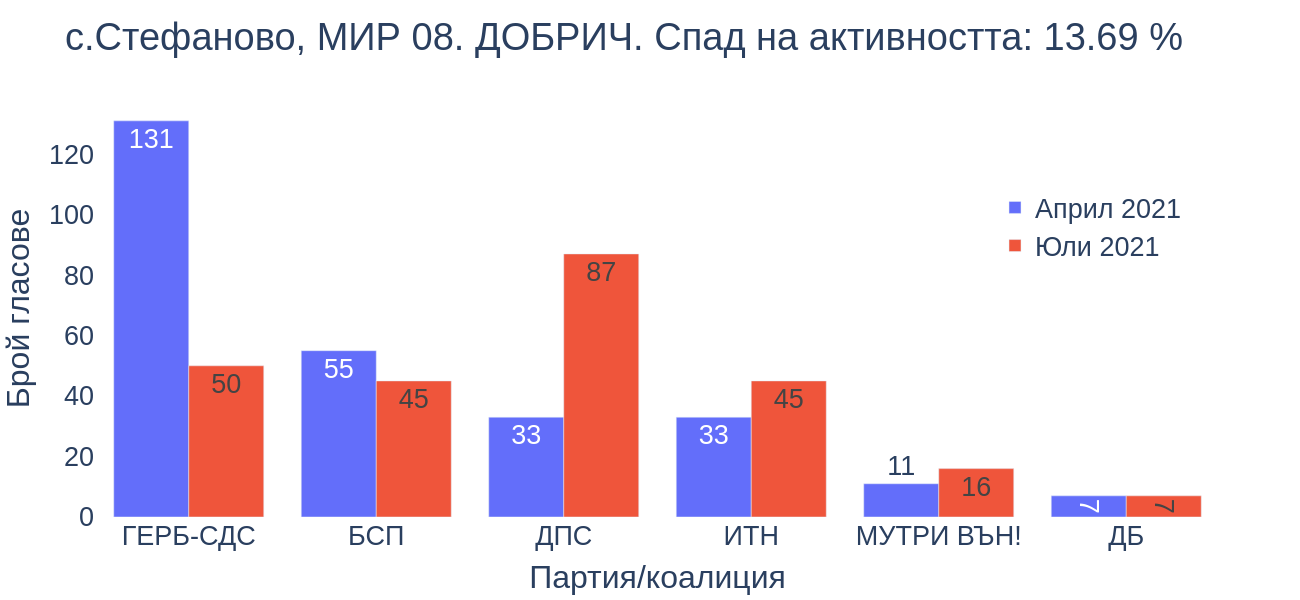 с.Стефаново, МИР 08. ДОБРИЧ. Спад на активността: 13.69 %
Брой гласове
120
100
80
60
40
20
0
131
50
55
45
33
87
33
45
11
16
7
7
Април 2021
Юли 2021
ГЕРБ-СДС
БСП
ДПС
ИТН
МУТРИ ВЪН!
ДБ
Партия/коалиция